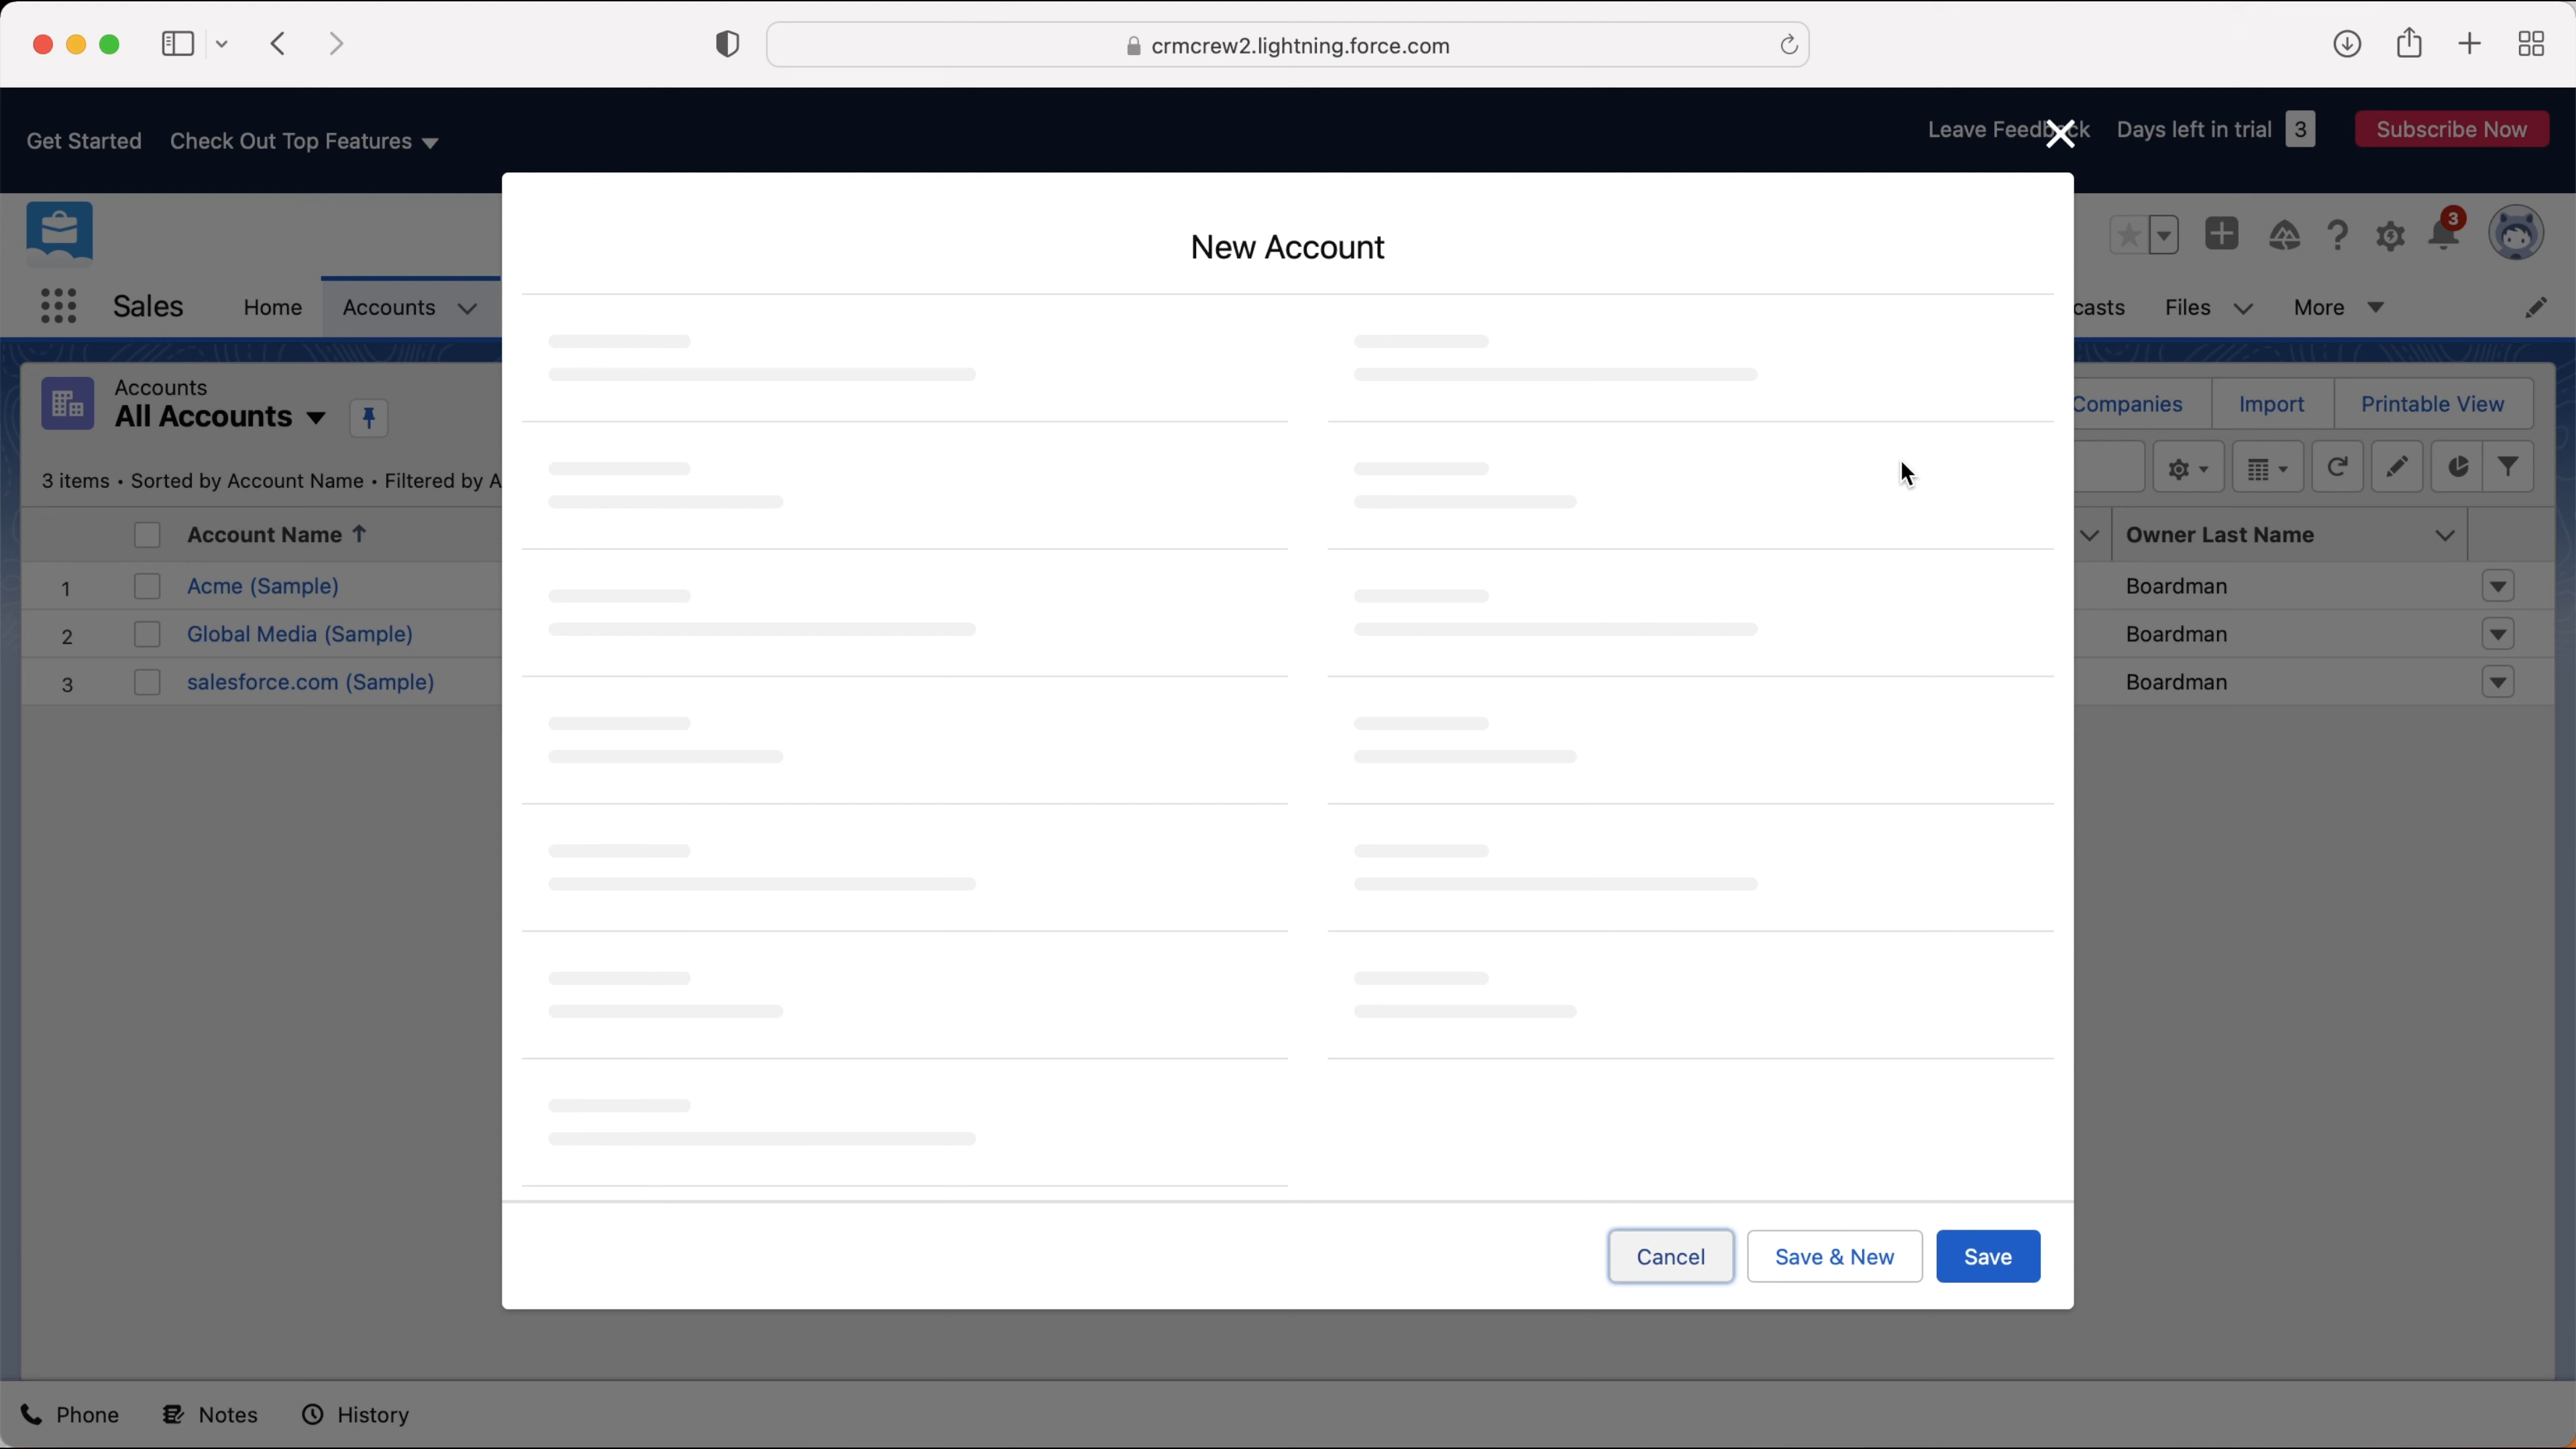 crmcrew2.lightning.force.com
Get Started Check Out Top Features
Days left in trial 3 Subscribe Now
3
Sales Home Accounts
Files More
New Account
Accounts
All Accounts
Companies Import Printable View
3 items • Sorted by Account Name • Filtered by
Account Name Owner Last Name
1 Acme (Sample) Boardman
2 Global Media (Sample) Boardman
3 salesforce.com (Sample) Boardman
Cancel Save & New Save
Phone Notes History